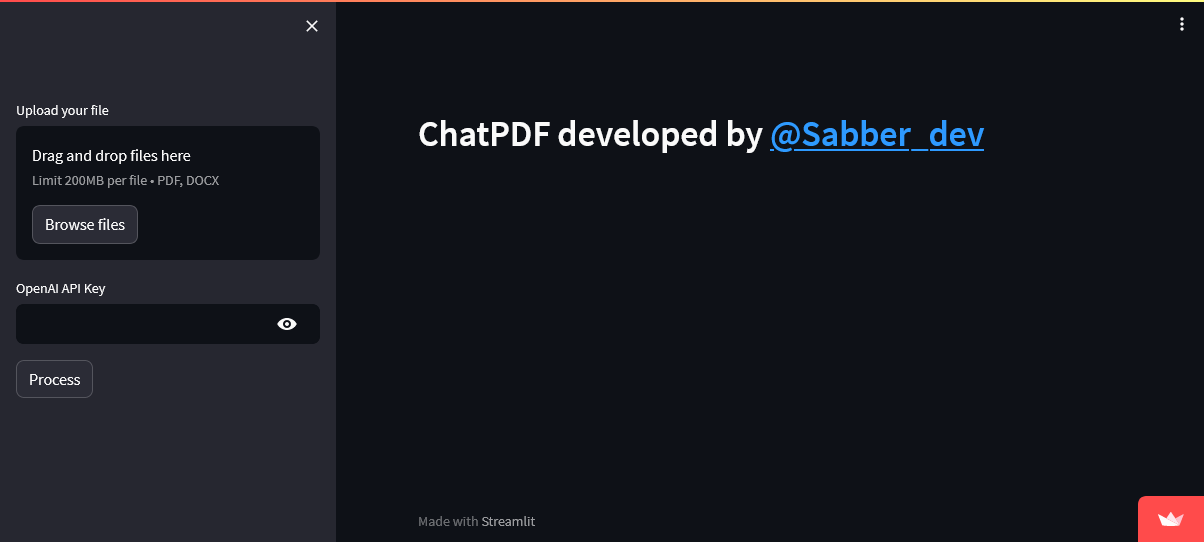 Upload your file
Drag and drop files here
Limit 200MB per file • PDF, DOCX
Browse files
OpenAI API Key
Process
ChatPDF developed by @Sabber_dev
Made with Streamlit